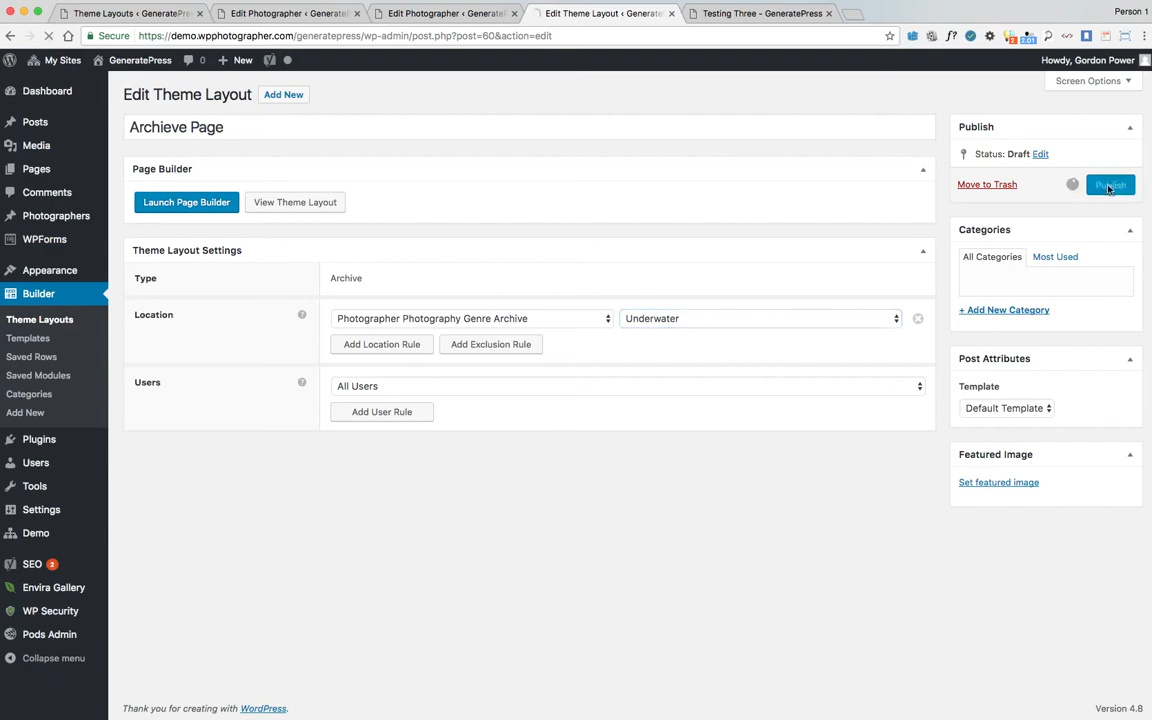 Theme Layouts < GeneratePre
Edit Photographer < Generate
Edit Photographer < Generate
Edit Theme Layout < Generate
Testing Three - GeneratePress
Person 1
Secure
https://demo.wpphotographer.com/generatepress/wp-admin/post.php?post=60&action=edit
My Sites
GeneratePress
0
New
Howdy, Gordon Power
Dashboard
Posts
Media
Pages
Comments
Photographers
WPForms
Appearance
Builder
Theme Layouts
Templates
Saved Rows
Saved Modules
Categories
Add New
Plugins
Users
Tools
Settings
Demo
SEO 2
Envira Gallery
WP Security
Pods Admin
Collapse menu
Screen Options
Edit Theme Layout
Add New
Archieve Page
Page Builder
Launch Page Builder
View Theme Layout
Theme Layout Settings
Type
Archive
Location
Photographer Photography Genre Archive
Underwater
Add Location Rule
Add Exclusion Rule
Users
All Users
Add User Rule
Publish
Status: Draft Edit
Move to Trash
Publish
Categories
All Categories
Most Used
+ Add New Category
Post Attributes
Template
Default Template
Featured Image
Set featured image
Thank you for creating with WordPress.
Version 4.8